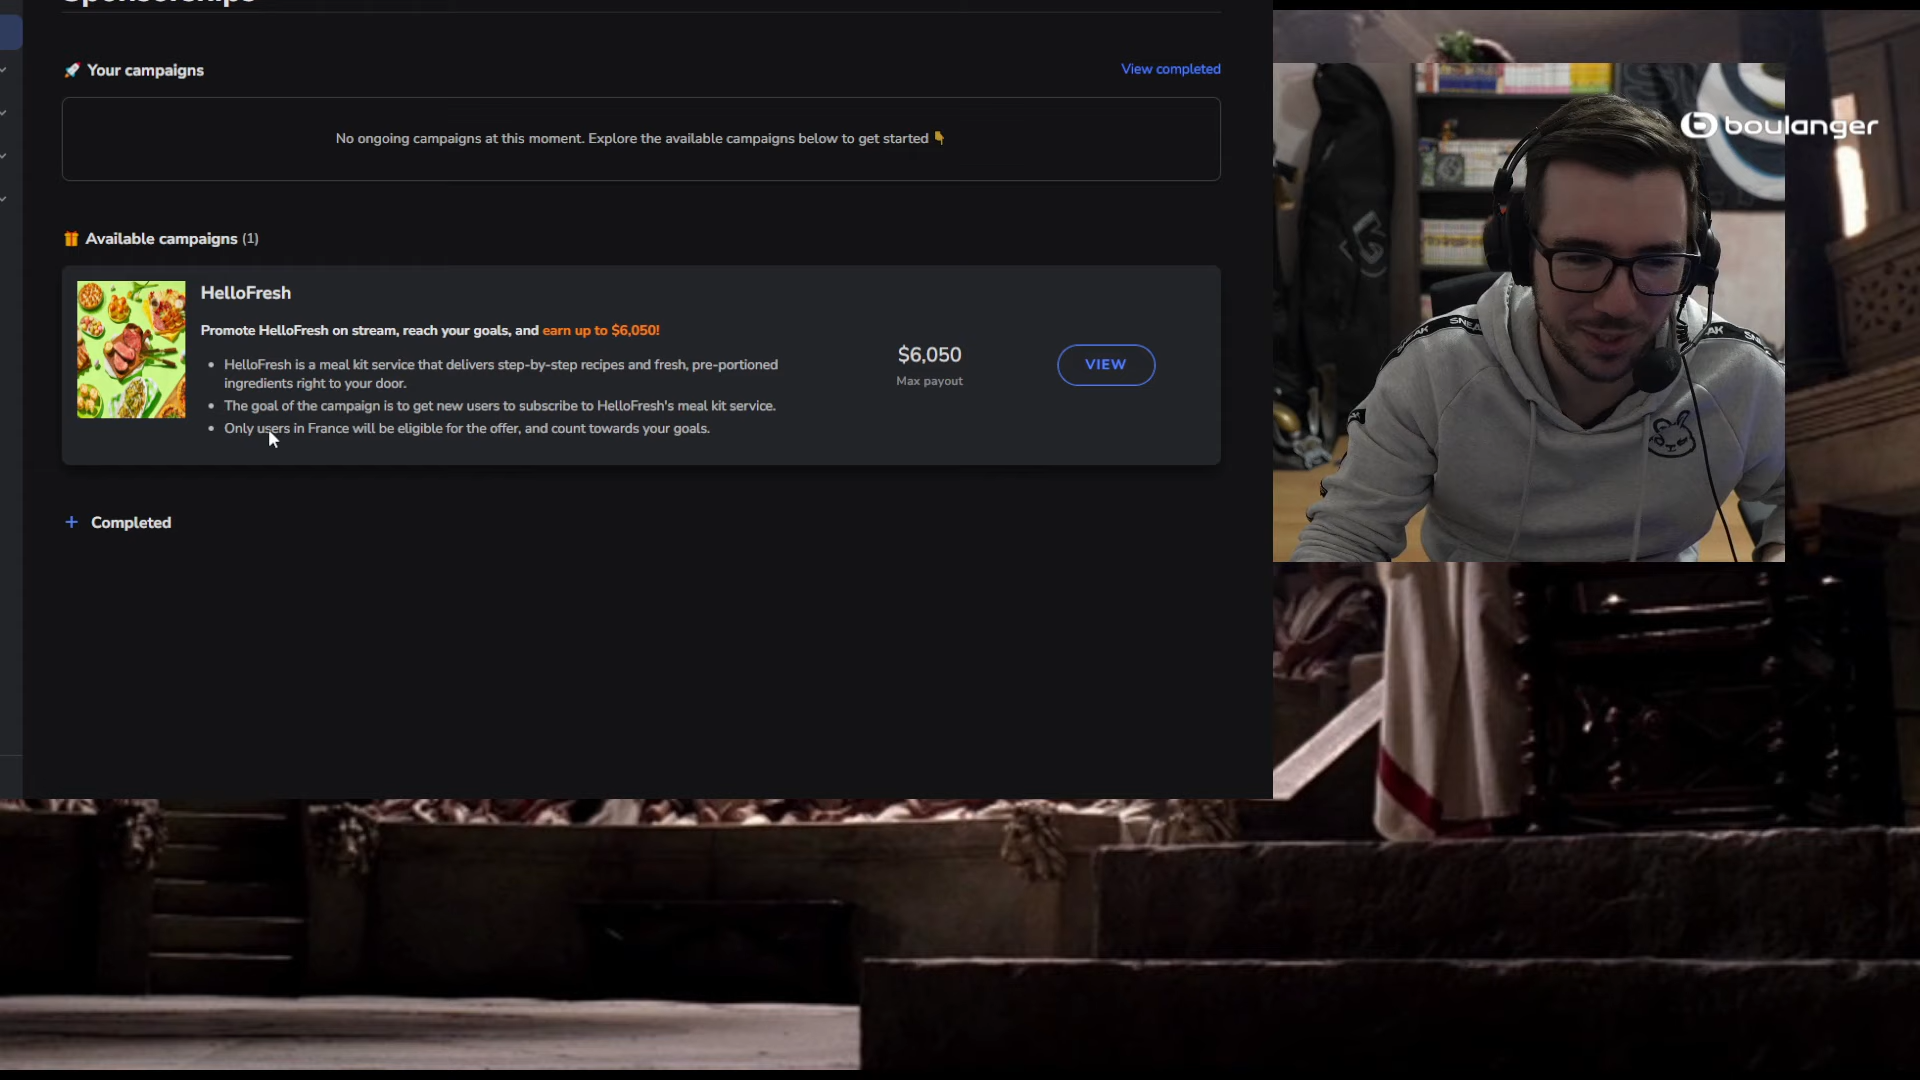 Sponsorships
Your campaigns
View completed
No ongoing campaigns at this moment. Explore the available campaigns below to get started
Available campaigns (1)
HelloFresh
Promote HelloFresh on stream, reach your goals, and earn up to $6,050!
HelloFresh is a meal kit service that delivers step-by-step recipes and fresh, pre-portioned
ingredients right to your door.
The goal of the campaign is to get new users to subscribe to HelloFresh's meal kit service.
Only users in France will be eligible for the offer, and count towards your goals.
$6,050
Max payout
VIEW
+ Completed
boulanger